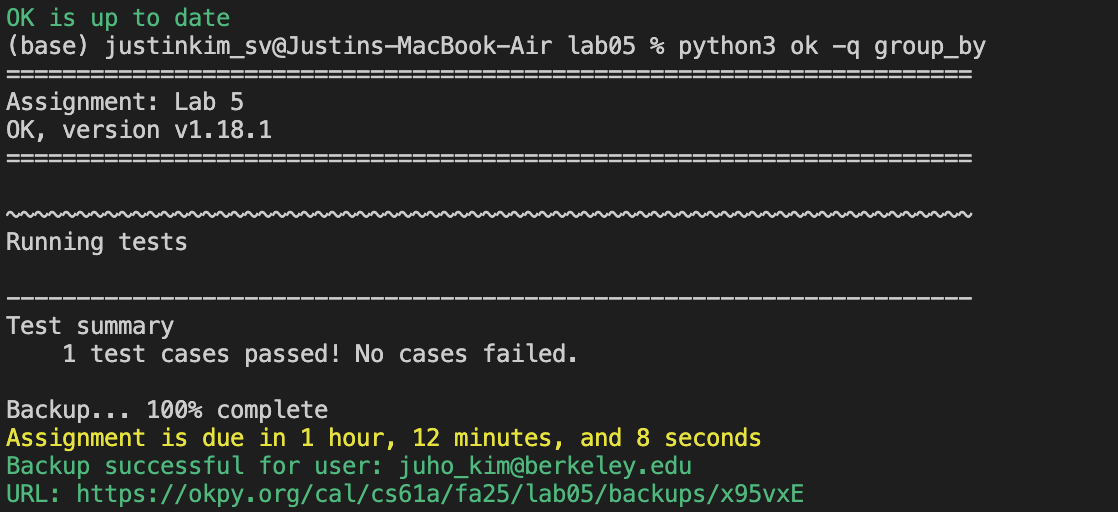 OK is up to date
(base) justinkim_sv@Justins-MacBook-Air lab05 % python3 ok -q group_by
=====================================================================
Assignment: Lab 5
OK, version v1.18.1
=====================================================================
~~~~~~~~~~~~~~~~~~~~~~~~~~~~~~~~~~~~~~~~~~~~~~~~~~~~~~~~~~~~~~~~~~~~~
Running tests
---------------------------------------------------------------------
Test summary
    1 test cases passed! No cases failed.
Backup... 100% complete
Assignment is due in 1 hour, 12 minutes, and 8 seconds
Backup successful for user: juho_kim@berkeley.edu
URL: https://okpy.org/cal/cs61a/fa25/lab05/backups/x95vxE